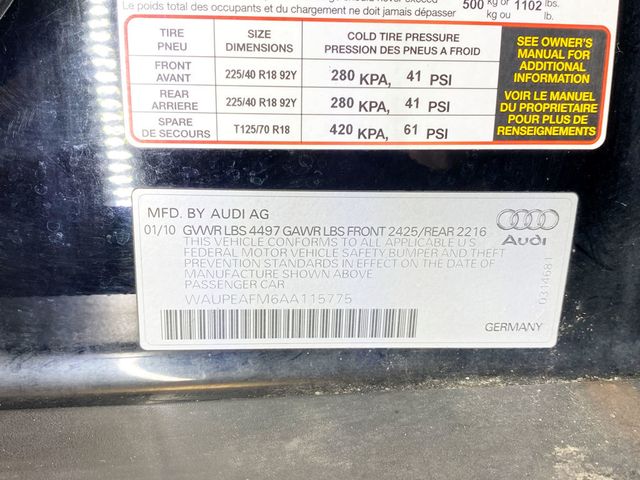 Le poids total des occupants et du chargement ne doit jamais dépasser 500 kg or 1102 lbs.
kg ou lb.
TIRE PNEU SIZE DIMENSIONS COLD TIRE PRESSURE PRESSION DES PNEUS A FROID
FRONT AVANT 225/40 R18 92Y 280 KPA, 41 PSI
REAR ARRIERE 225/40 R18 92Y 280 KPA, 41 PSI
SPARE DE SECOURS T125/70 R18 420 KPA, 61 PSI
SEE OWNER'S
MANUAL FOR
ADDITIONAL
INFORMATION
VOIR LE MANUEL
DU PROPRIETAIRE
POUR PLUS DE
RENSEIGNEMENTS
MFD. BY AUDI AG
01/10 GVWR LBS 4497 GAWR LBS FRONT 2425/REAR 2216
THIS VEHICLE CONFORMS TO ALL APPLICABLE U.S
FEDERAL MOTOR VEHICLE SAFETY BUMPER AND THEFT
PREVENTION STANDARDS IN EFFECT ON THE DATE OF
MANUFACTURE SHOWN ABOVE
PASSENGER CAR
WAUPEAFM6AA115775
Audi
0314681
GERMANY